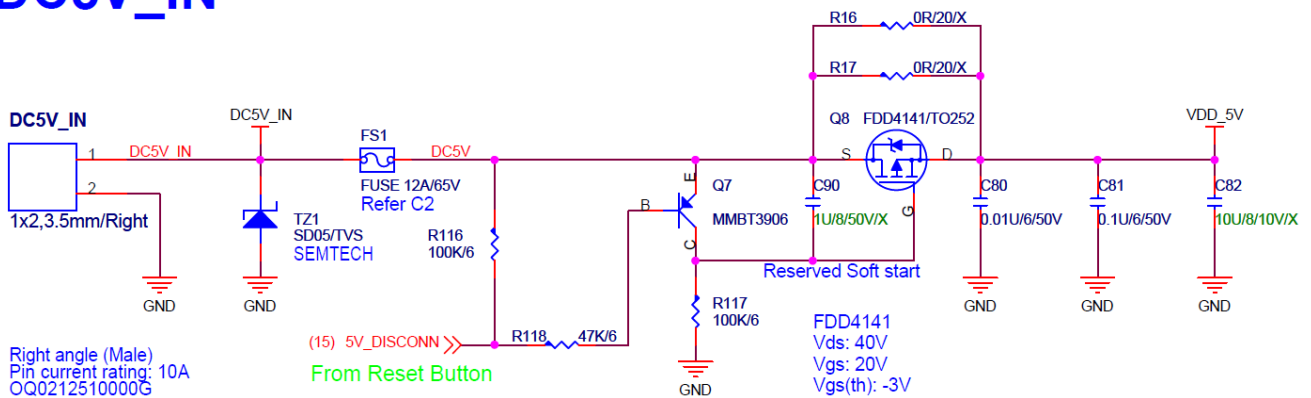 DC5V_IN
R16 0R/20/X
R17 0R/20/X
Q8 FDD4141/TO252
DC5V_IN
VDD_5V
DC5V_IN
FS1
1 DC5V_IN
DC5V
S D
FUSE 12A/65V
Refer C2
2
E
Q7
C90
G
C80
C81
C82
1x2,3.5mm/Right
TZ1
SD05/TVS
SEMTECH
B
MMBT3906
1U/8/50V/X
0.01U/6/50V
0.1U/6/50V
10U/8/10V/X
R116
100K/6
C
Reserved Soft start
GND
GND
GND
GND
GND
R117
100K/6
(15) 5V_DISCONN
R118 47K/6
From Reset Button
GND
FDD4141
Vds: 40V
Vgs: 20V
Vgs(th): -3V
Right angle (Male)
Pin current rating: 10A
OQ0212510000G